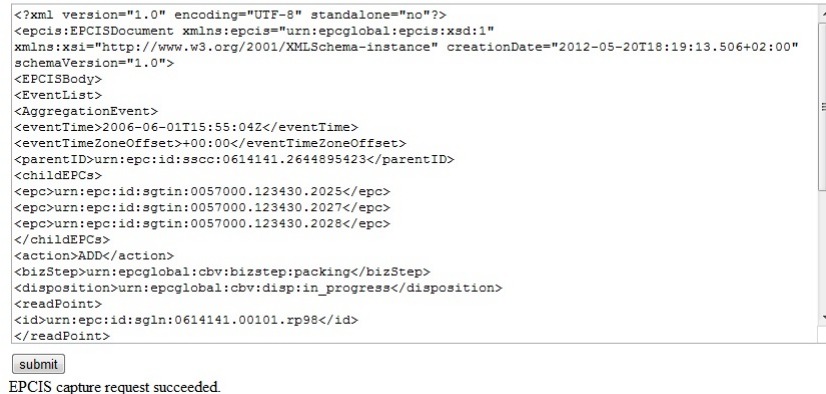 <?xml version="1.0" encoding="UTF-8" standalone="no"?>
<epcis:EPCISDocument xmlns:epcis="urn:epcglobal:epcis:xsd:1"
xmlns:xsi="http://www.w3.org/2001/XMLSchema-instance" creationDate="2012-05-20T18:19:13.506+02:00"
schemaVersion="1.0">
<EPCISBody>
<EventList>
<AggregationEvent>
<eventTime>2006-06-01T15:55:04Z</eventTime>
<eventTimeZoneOffset>+00:00</eventTimeZoneOffset>
<parentID>urn:epc:id:sscc:0614141.2644895423</parentID>
<childEPCs>
<epc>urn:epc:id:sgtin:0057000.123430.2025</epc>
<epc>urn:epc:id:sgtin:0057000.123430.2027</epc>
<epc>urn:epc:id:sgtin:0057000.123430.2028</epc>
</childEPCs>
<action>ADD</action>
<bizStep>urn:epcglobal:cbv:bizstep:packing</bizStep>
<disposition>urn:epcglobal:cbv:disp:in_progress</disposition>
<readPoint>
<id>urn:epc:id:sgln:0614141.00101.rp98</id>
</readPoint>
submit
EPCIS capture request succeeded.